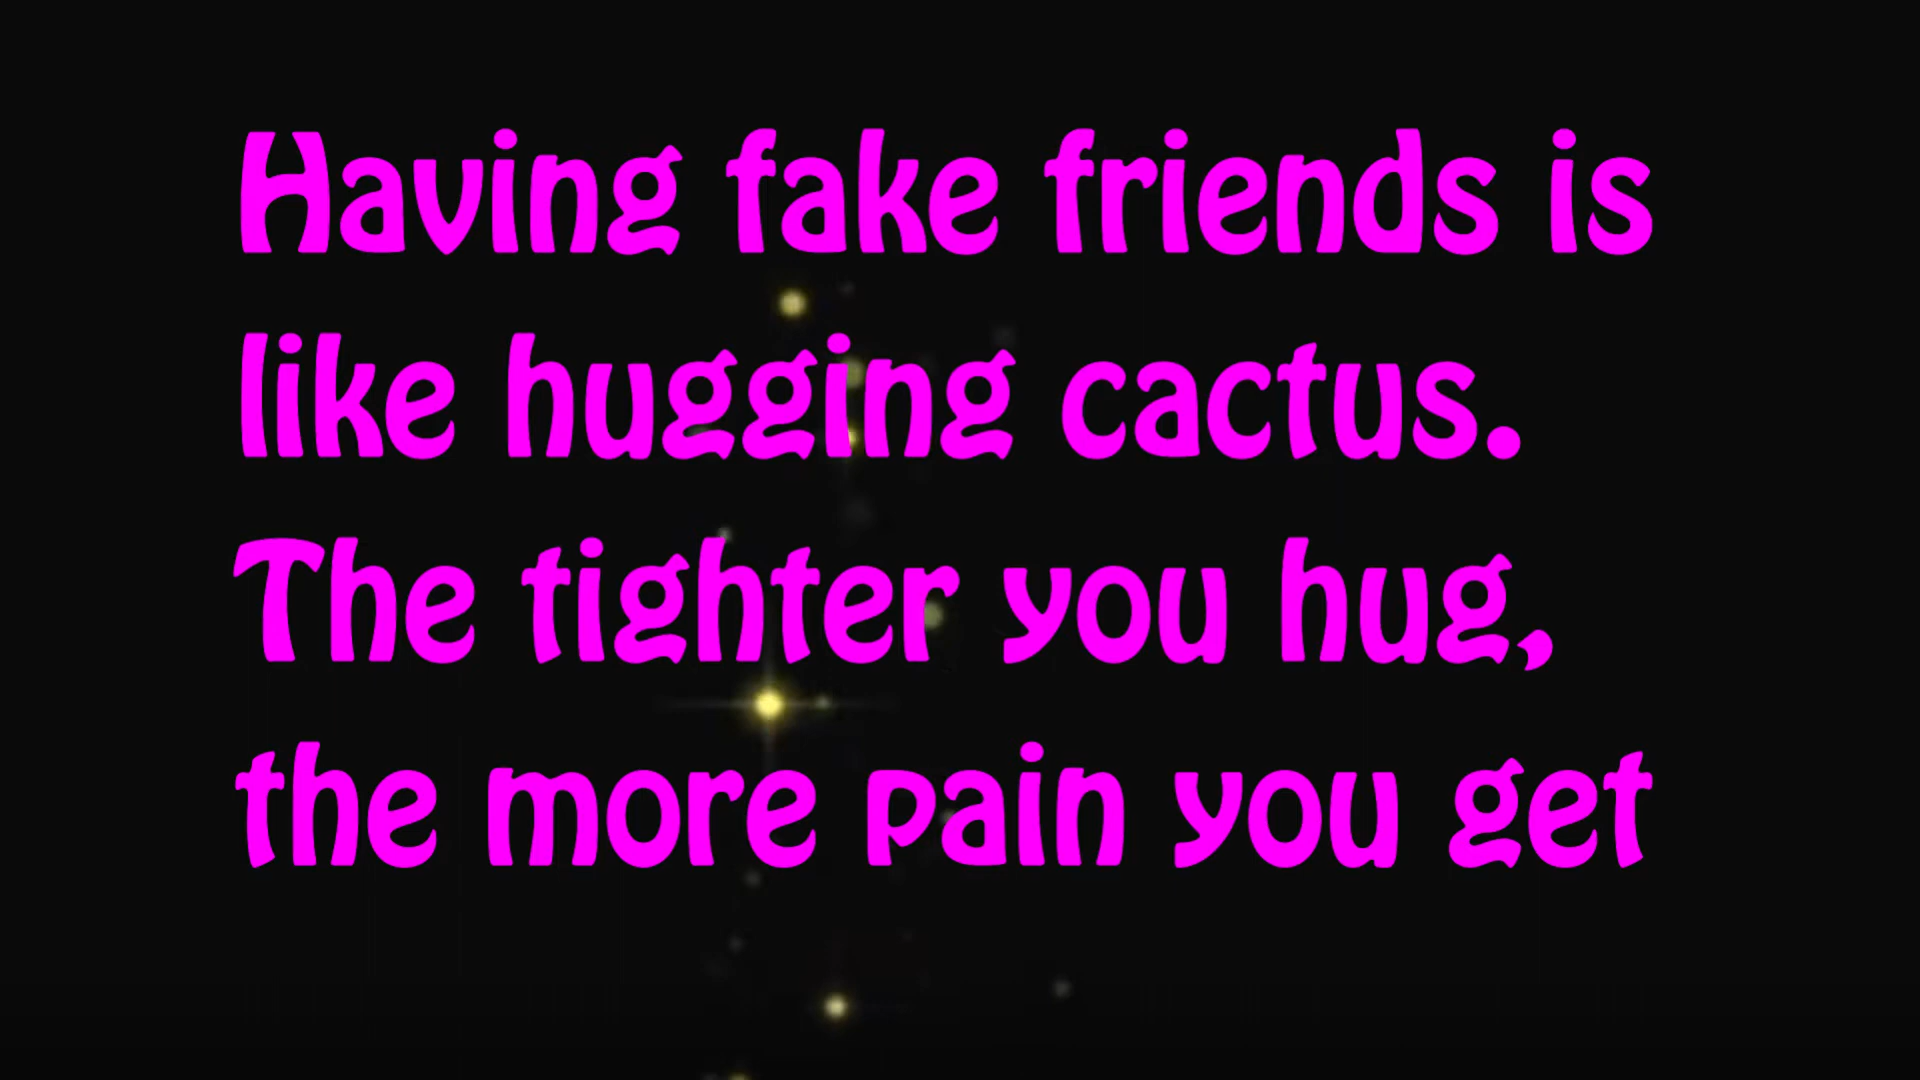 Having fake friends is
like hugging cactus.
The tighter you hug,
the more pain you get